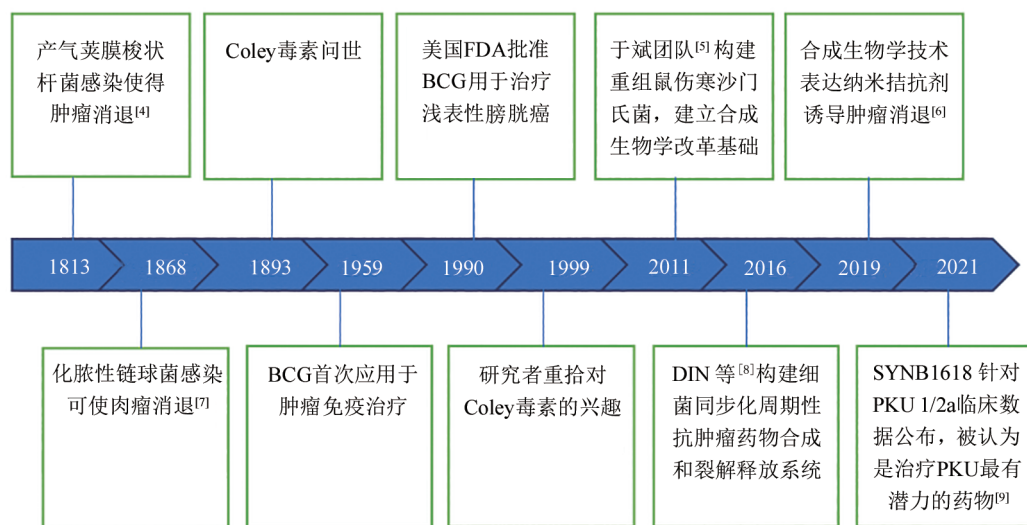 产气荚膜梭状
杆菌感染使得
肿瘤消退[4]
Coley毒素问世
美国FDA批准
BCG用于治疗
浅表性膀胱癌
于斌团队[5]构建
重组鼠伤寒沙门
氏菌，建立合成
生物学改革基础
合成生物学技术
表达纳米拮抗剂
诱导肿瘤消退[6]
1813
1868
1893
1959
1990
1999
2011
2016
2019
2021
化脓性链球菌感染
可使肉瘤消退[7]
BCG首次应用于
肿瘤免疫治疗
研究者重拾对
Coley毒素的兴趣
DIN 等[8]构建细
菌同步化周期性
抗肿瘤药物合成
和裂解释放系统
SYNB1618 针对
PKU 1/2a临床数
据公布，被认为
是治疗PKU最有
潜力的药物[9]